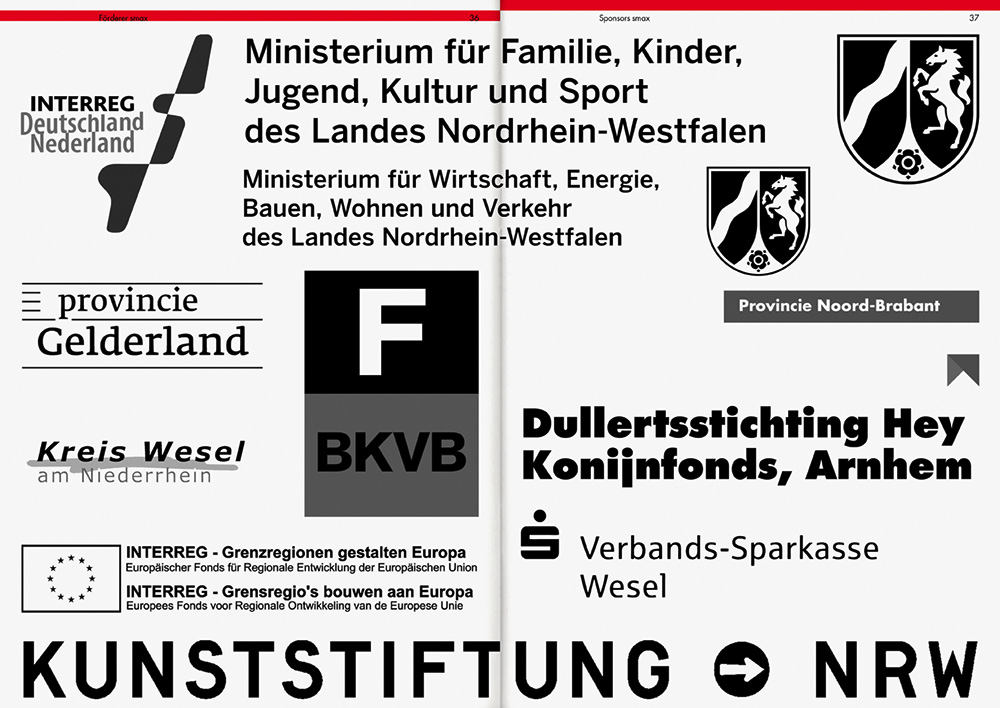 Förderer smax
36
Sponsors smax
37
INTERREG
Deutschland
Nederland
Ministerium für Familie, Kinder,
Jugend, Kultur und Sport
des Landes Nordrhein-Westfalen
Ministerium für Wirtschaft, Energie,
Bauen, Wohnen und Verkehr
des Landes Nordrhein-Westfalen
provincie
Gelderland
F
BKVB
Provincie Noord-Brabant
Kreis Wesel
am Niederrhein
Dullertsstichting Hey
Konijnfonds, Arnhem
INTERREG - Grenzregionen gestalten Europa
Europäischer Fonds für Regionale Entwicklung der Europäischen Union
INTERREG - Grensregio's bouwen aan Europa
Europees Fonds voor Regionale Ontwikkeling van de Europese Unie
Verbands-Sparkasse
Wesel
KUNSTSTIFTUNG NRW